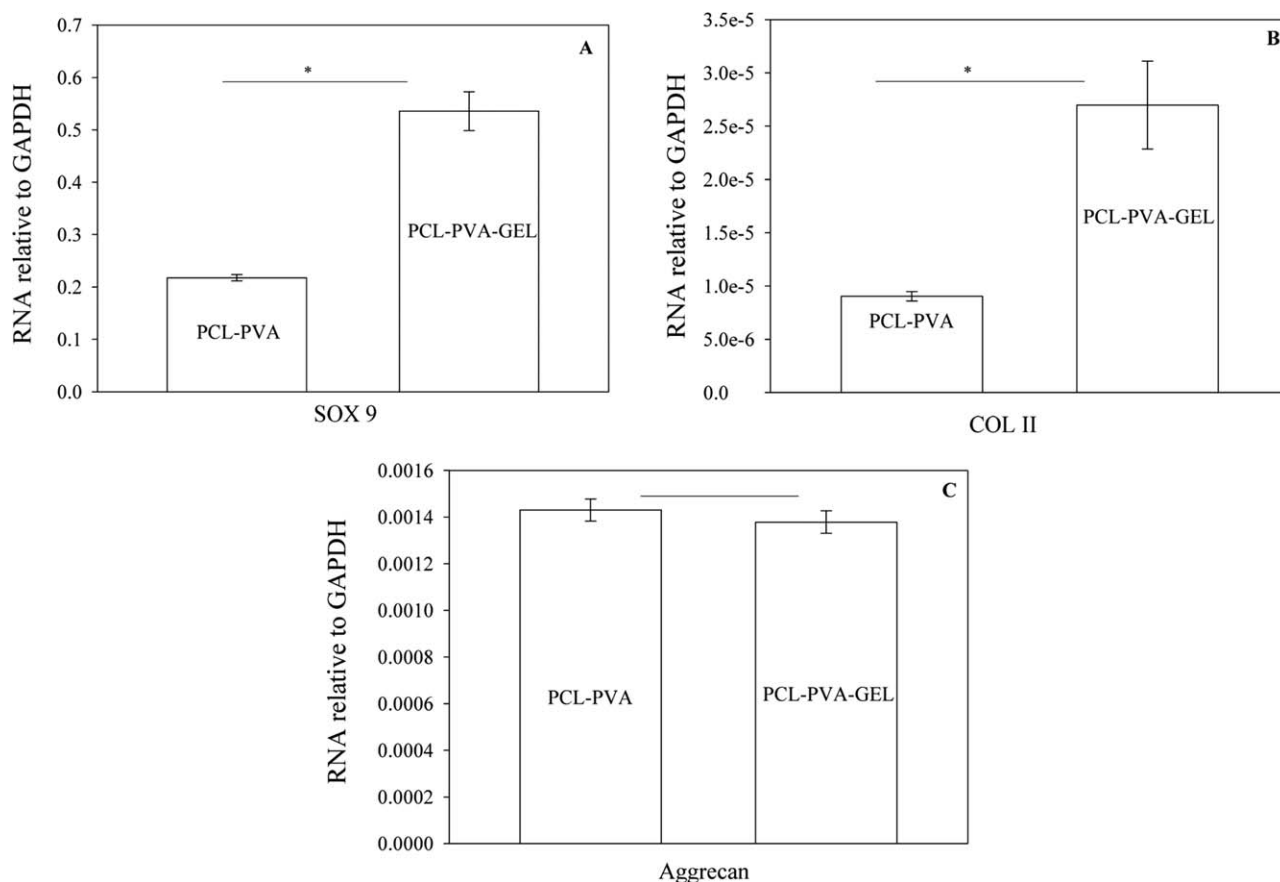 A
*
RNA relative to GAPDH
0.7
0.6
0.5
0.4
0.3
0.2
0.1
0.0
PCL-PVA
PCL-PVA-GEL
SOX 9
B
*
RNA relative to GAPDH
3.5e-5
3.0e-5
2.5e-5
2.0e-5
1.5e-5
1.0e-5
5.0e-6
0.0
PCL-PVA
PCL-PVA-GEL
COL II
C
RNA relative to GAPDH
0.0016
0.0014
0.0012
0.0010
0.0008
0.0006
0.0004
0.0002
0.0000
PCL-PVA
PCL-PVA-GEL
Aggrecan